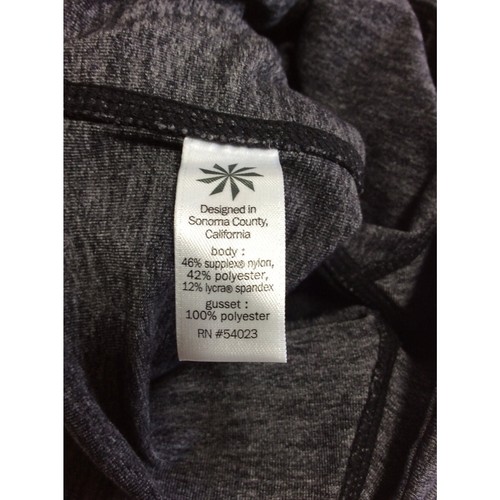 Designed in
Sonoma County,
California
body :
46% supplex® nylon,
42% polyester,
12% lycra® spandex
gusset :
100% polyester
RN #54023